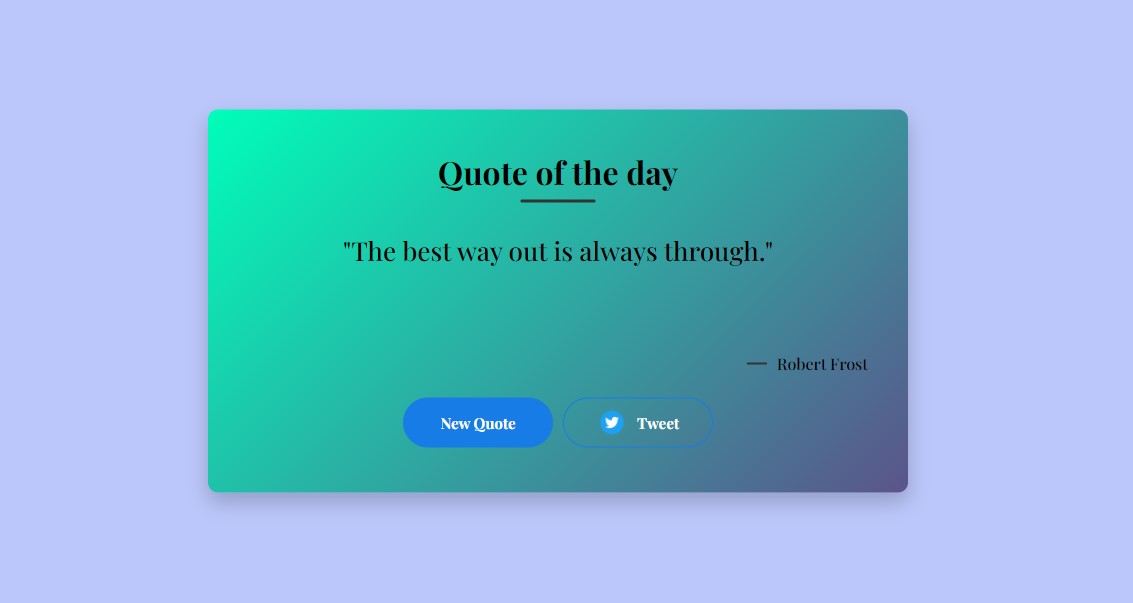 Quote of the day
"The best way out is always through."
— Robert Frost
New Quote
Tweet